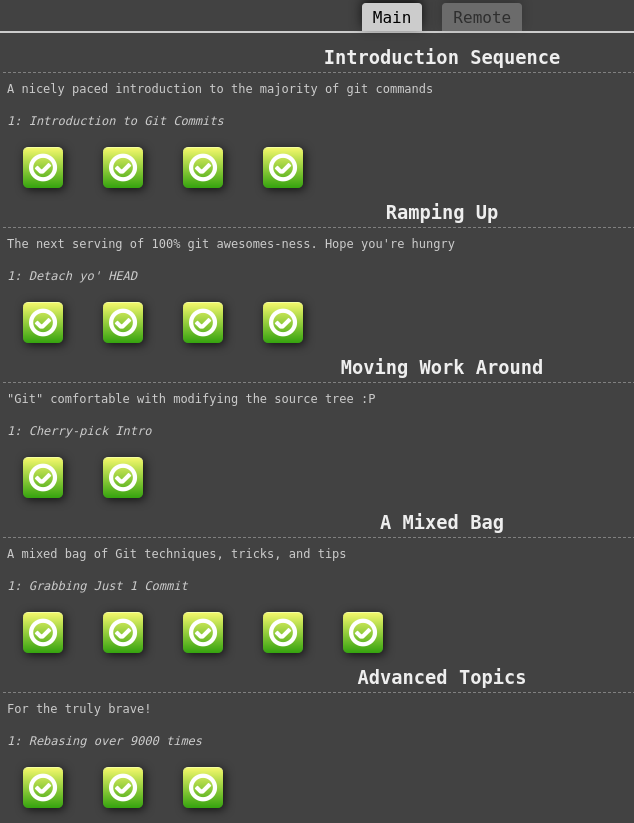 Main Remote
Introduction Sequence
A nicely paced introduction to the majority of git commands
1: Introduction to Git Commits
Ramping Up
The next serving of 100% git awesomes-ness. Hope you're hungry
1: Detach yo' HEAD
Moving Work Around
"Git" comfortable with modifying the source tree :P
1: Cherry-pick Intro
A Mixed Bag
A mixed bag of Git techniques, tricks, and tips
1: Grabbing Just 1 Commit
Advanced Topics
For the truly brave!
1: Rebasing over 9000 times